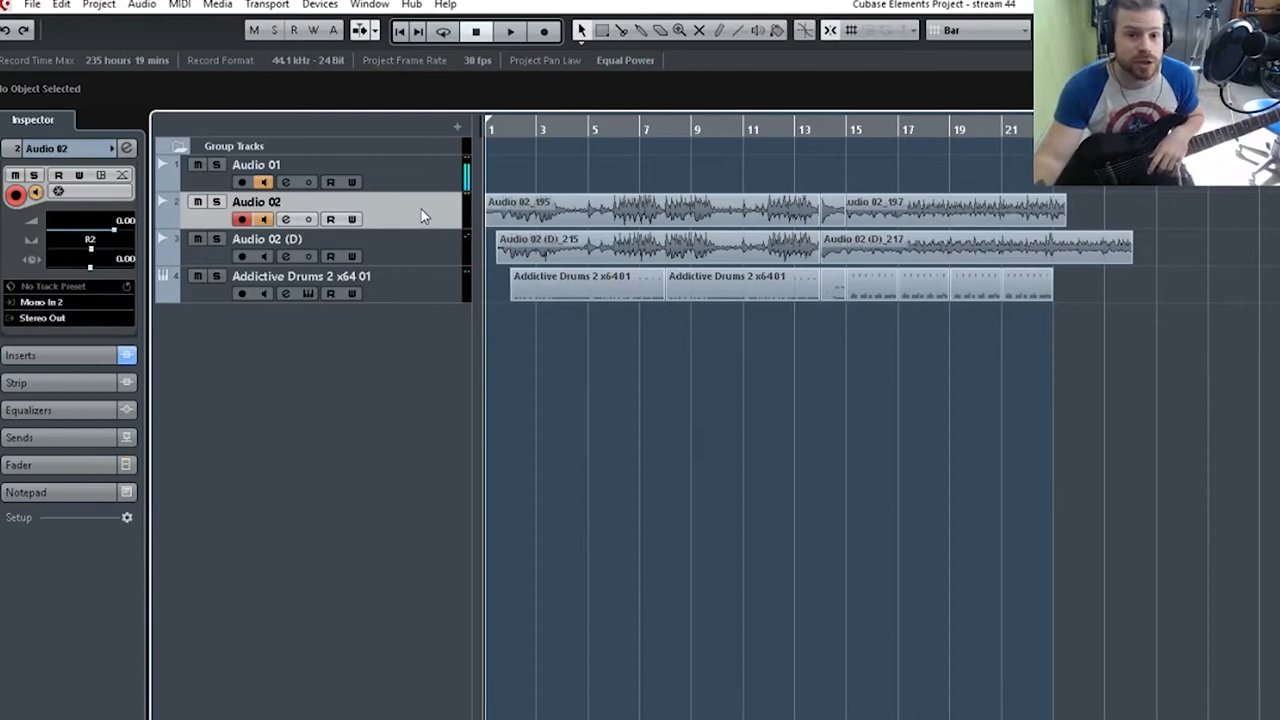 File Edit Project Audio MIDI Media Transport Devices Window Hub Help
Cubase Elements Project - stream 44
M S R W A
Bar
Record Time Max 235 hours 19 mins Record Format 44.1 kHz - 24 Bit Project Frame Rate 30 fps Project Pan Law Equal Power
lo Object Selected
Inspector
1 3 5 7 9 11 13 15 17 19 21
2 Audio 02
M S
R W
0.00
R2
0.00
No Track Preset
Mono In 2
Stereo Out
Inserts
Strip
Equalizers
Sends
Fader
Notepad
Setup
Group Tracks
1 M S Audio 01
R W
2 M S Audio 02
R W
3 M S Audio 02 (D)
R W
4 M S Addictive Drums 2 x64 01
R W
Audio 02_195 udio 02_197
Audio 02 (D)_215 Audio 02 (D)_217
Addictive Drums 2 x64 01 Addictive Drums 2 x64 01